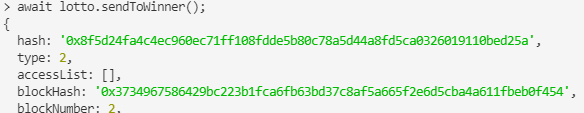 > await lotto.sendToWinner();
{
hash: '0x8f5d24fa4c4ec960ec71ff108fdde5b80c78a5d44a8fd5ca0326019110bed25a',
type: 2,
accessList: [],
blockHash: '0x3734967586429bc223b1fca6fb63bd37c8af5a665f2e6d5cba4a611fbeb0f454',
blockNumber: 2,